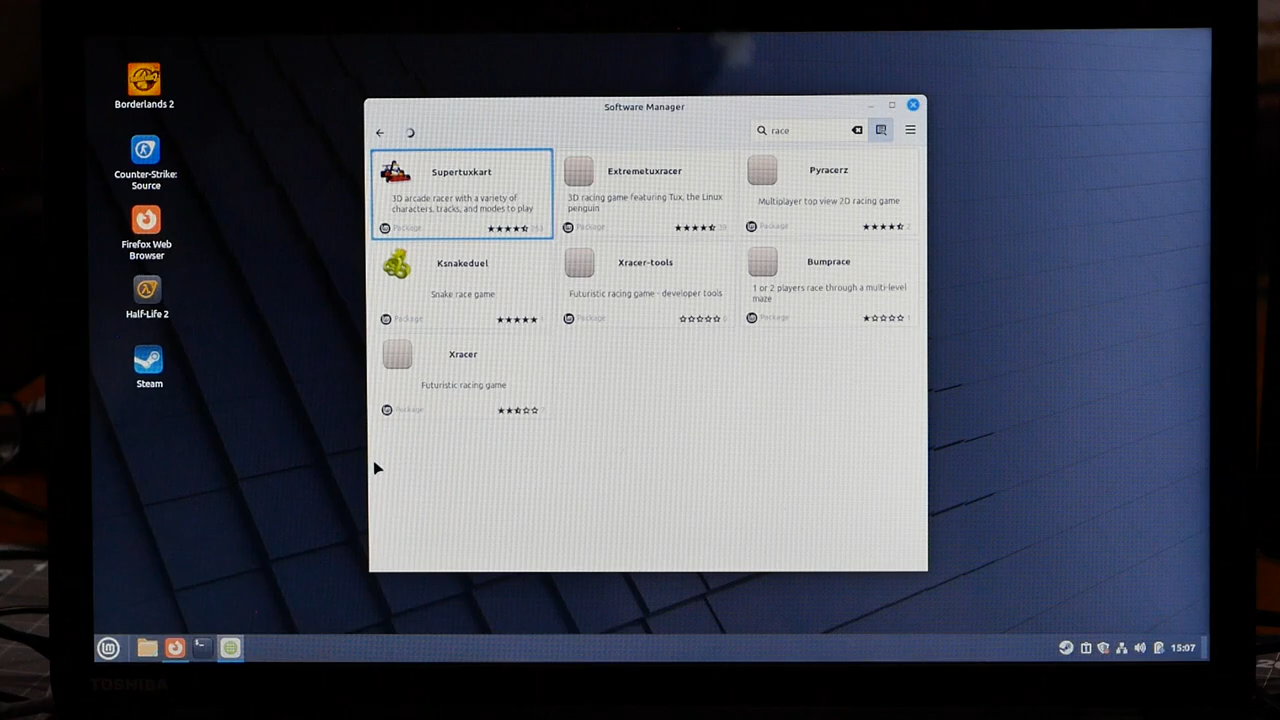 Borderlands 2
Counter-Strike:
Source
Firefox Web
Browser
Half-Life 2
Steam
Software Manager
race
Supertuxkart
3D arcade racer with a variety of
characters, tracks, and modes to play
Package
Extremetuxracer
3D racing game featuring Tux, the Linux
penguin
Package
Pyracerz
Multiplayer top view 2D racing game
Package
Ksnakeduel
Snake race game
Package
Xracer-tools
Futuristic racing game - developer tools
Package
Bumprace
1 or 2 players race through a multi-level
maze
Package
Xracer
Futuristic racing game
Package
15:07
TOSHIBA